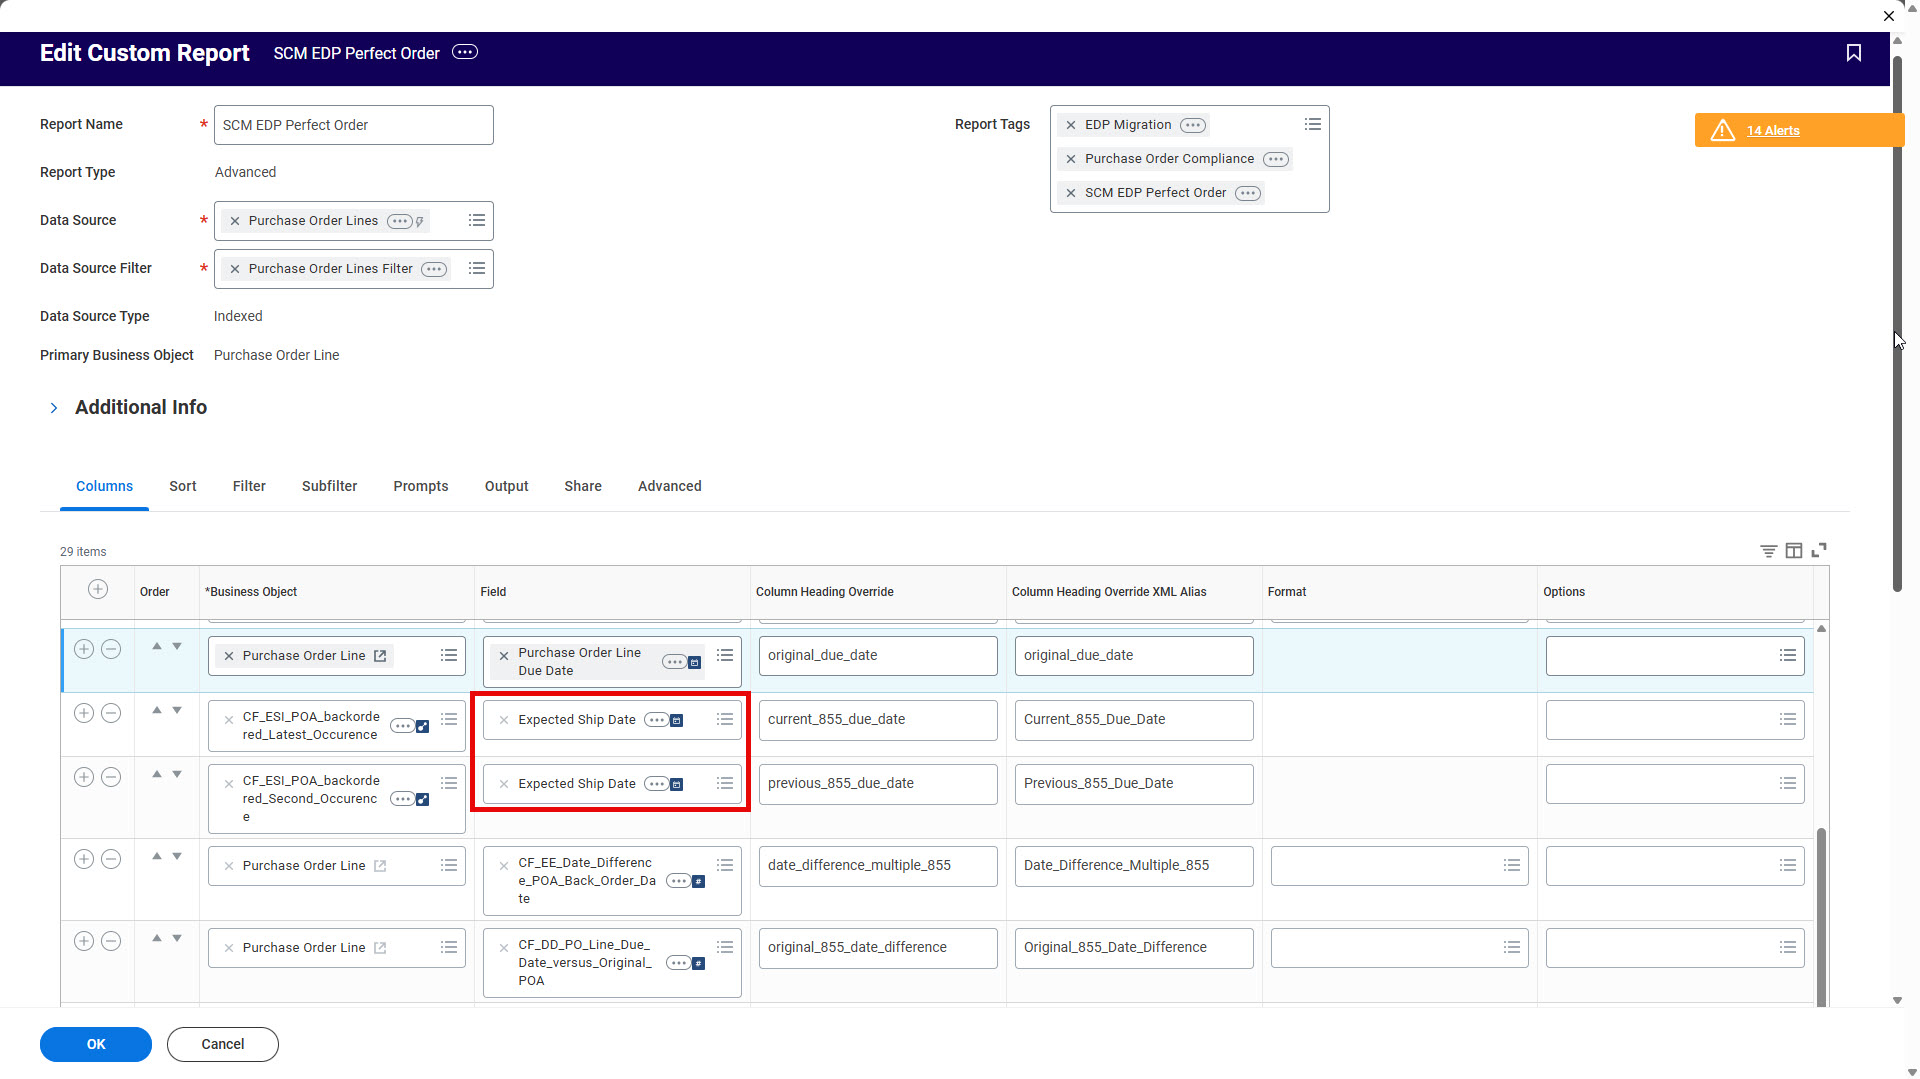 Edit Custom Report SCM EDP Perfect Order
Report Name * SCM EDP Perfect Order
Report Tags
EDP Migration
Purchase Order Compliance
SCM EDP Perfect Order
14 Alerts
Report Type Advanced
Data Source * Purchase Order Lines
Data Source Filter * Purchase Order Lines Filter
Data Source Type Indexed
Primary Business Object Purchase Order Line
Additional Info
Columns Sort Filter Subfilter Prompts Output Share Advanced
29 items
Order *Business Object Field Column Heading Override Column Heading Override XML Alias Format Options
Purchase Order Line
Purchase Order Line
Due Date
original_due_date
original_due_date
CF_ESI_POA_backorde
red_Latest_Occurence
Expected Ship Date
current_855_due_date
Current_855_Due_Date
CF_ESI_POA_backorde
red_Second_Occurenc
e
Expected Ship Date
previous_855_due_date
Previous_855_Due_Date
Purchase Order Line
CF_EE_Date_Differenc
e_POA_Back_Order_Da
te
date_difference_multiple_855
Date_Difference_Multiple_855
Purchase Order Line
CF_DD_PO_Line_Due_
Date_versus_Original_
POA
original_855_date_difference
Original_855_Date_Difference
OK Cancel